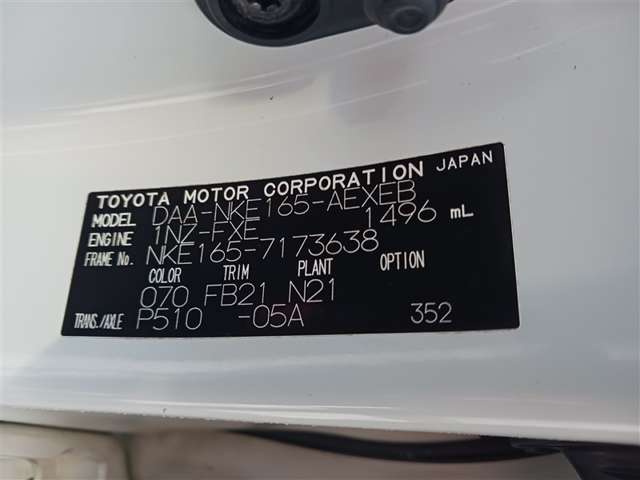 TOYOTA MOTOR CORPORATION JAPAN
MODEL DAA-NKE165-AEXEB
ENGINE 1NZ-FXE 1496 mL
FRAME No. NKE165-7173638
COLOR TRIM PLANT OPTION
070 FB21 N21
TRANS./AXLE P510 -05A 352